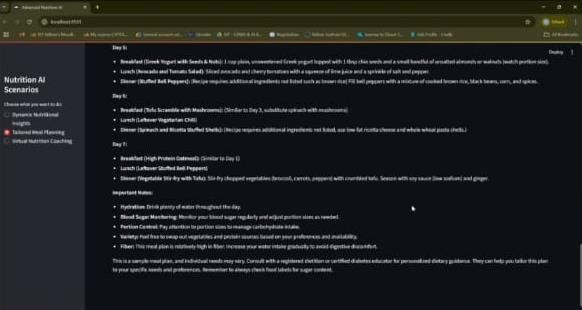 Advanced Nutrition AI
localhost:8501
Registration
All Bookmarks
Deploy
Nutrition AI
Scenarios
Choose what you want to do:
Dynamic Nutritional
Insights
Tailored Meal Planning
Virtual Nutrition Coaching
Day 5:
Breakfast (Greek Yogurt with Seeds & Nuts): 1 cup plain, unsweetened Greek yogurt topped with 1 tbsp chia seeds and a small handful of unsalted almonds or walnuts (watch portion size).
Lunch (Avocado and Tomato Salad): Sliced avocado and cherry tomatoes with a squeeze of lime juice and a sprinkle of salt and pepper.
Dinner (Stuffed Bell Peppers): (Recipe requires additional ingredients not listed such as brown rice) Fill bell peppers with a mixture of cooked brown rice, black beans, corn, and spices.
Day 6:
Breakfast (Tofu Scramble with Mushrooms): (Similar to Day 3, substitute spinach with mushrooms)
Lunch (Leftover Vegetarian Chili)
Dinner (Spinach and Ricotta Stuffed Shells): (Recipe requires additional ingredients not listed, use low-fat ricotta cheese and whole wheat pasta shells.)
Day 7:
Breakfast (High Protein Oatmeal): (Similar to Day 1)
Lunch (Leftover Stuffed Bell Peppers)
Dinner (Vegetable Stir-fry with Tofu): Stir-fry chopped vegetables (broccoli, carrots, peppers) with crumbled tofu. Season with soy sauce (low sodium) and ginger.
Important Notes:
Hydration: Drink plenty of water throughout the day.
Blood Sugar Monitoring: Monitor your blood sugar regularly and adjust portion sizes as needed.
Portion Control: Pay attention to portion sizes to manage carbohydrate intake.
Variety: Feel free to swap out vegetables and protein sources based on your preferences and availability.
Fiber: This meal plan is relatively high in fiber. Increase your water intake gradually to avoid digestive discomfort.
This is a sample meal plan, and individual needs may vary. Consult with a registered dietitian or certified diabetes educator for personalized dietary guidance. They can help you tailor this plan
to your specific needs and preferences. Remember to always check food labels for sugar content.